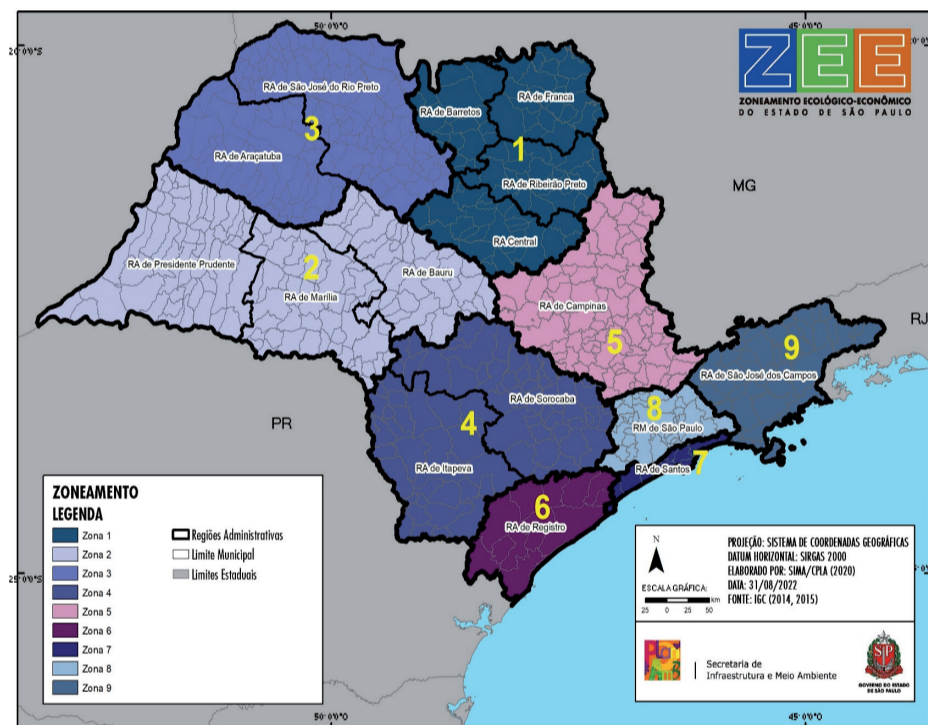 50°0'0"O
45°0'0"O
20°0'0"S
ZEE
ZONEAMENTO ECOLÓGICO-ECONÔMICO
DO ESTADO DE SÃO PAULO
RA de São José do Rio Preto
RA de Franca
RA de Barretos
3
1
RA de Araçatuba
RA de Ribeirão Preto
MG
RA Central
RA de Presidente Prudente
2
RA de Bauru
RA de Marília
RA de Campinas
5
RJ
9
RA de São José dos Campos
PR
RA de Sorocaba
8
4
RM de São Paulo
RA de Itapeva
RA de Santos
7
6
RA de Registro
ZONEAMENTO
LEGENDA
Zona 1
Zona 2
Zona 3
Zona 4
Zona 5
Zona 6
Zona 7
Zona 8
Zona 9
Regiões Administrativas
Limite Municipal
Limites Estaduais
25°0'0"S
N
ESCALA GRÁFICA:
km
25 0 25 50
PROJEÇÃO: SISTEMA DE COORDENADAS GEOGRÁFICAS
DATUM HORIZONTAL: SIRGAS 2000
ELABORADO POR: SIMA/CPLA (2020)
DATA: 31/08/2022
FONTE: IGC (2014, 2015)
Secretaria de
Infraestrutura e Meio Ambiente
GOVERNO DO ESTADO
DE SÃO PAULO
50°0'0"O
45°0'0"O